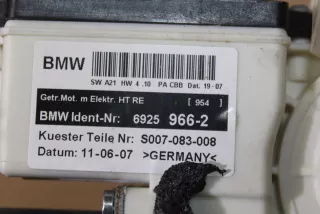 BMW
SW A21 HW 4 .10 PA CBB Dat. 19·07
Getr.Mot. m Elektr. HT RE [ 954 ]
BMW Ident-Nr: 6925 966-2
Kuester Teile Nr: S007-083-008
Datum: 11-06-07 >GERMANY<